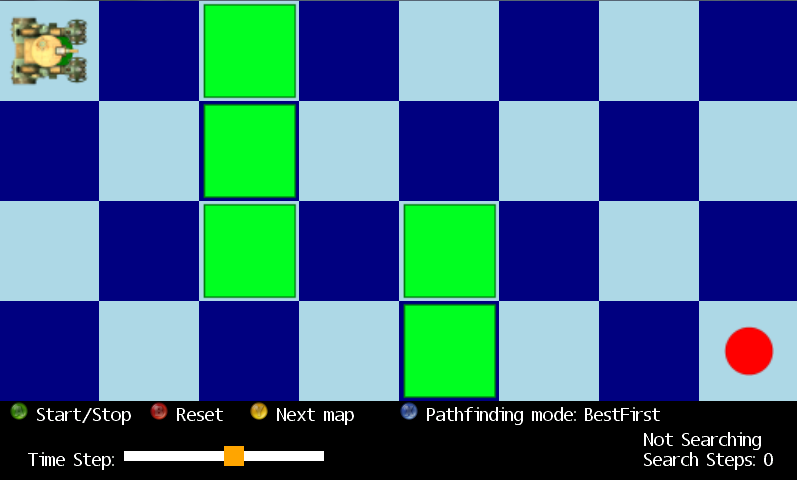 Start/Stop
Reset
Next map
Pathfinding mode: BestFirst
Time Step:
Not Searching
Search Steps: 0